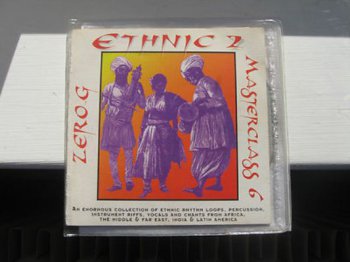 ETHNIC 2
ZERO G
MASTERCLASS 6
AN ENORMOUS COLLECTION OF ETHNIC RHYTHM LOOPS, PERCUSSION,
INSTRUMENT RIFFS, VOCALS AND CHANTS FROM AFRICA,
THE MIDDLE & FAR EAST, INDIA & LATIN AMERICA